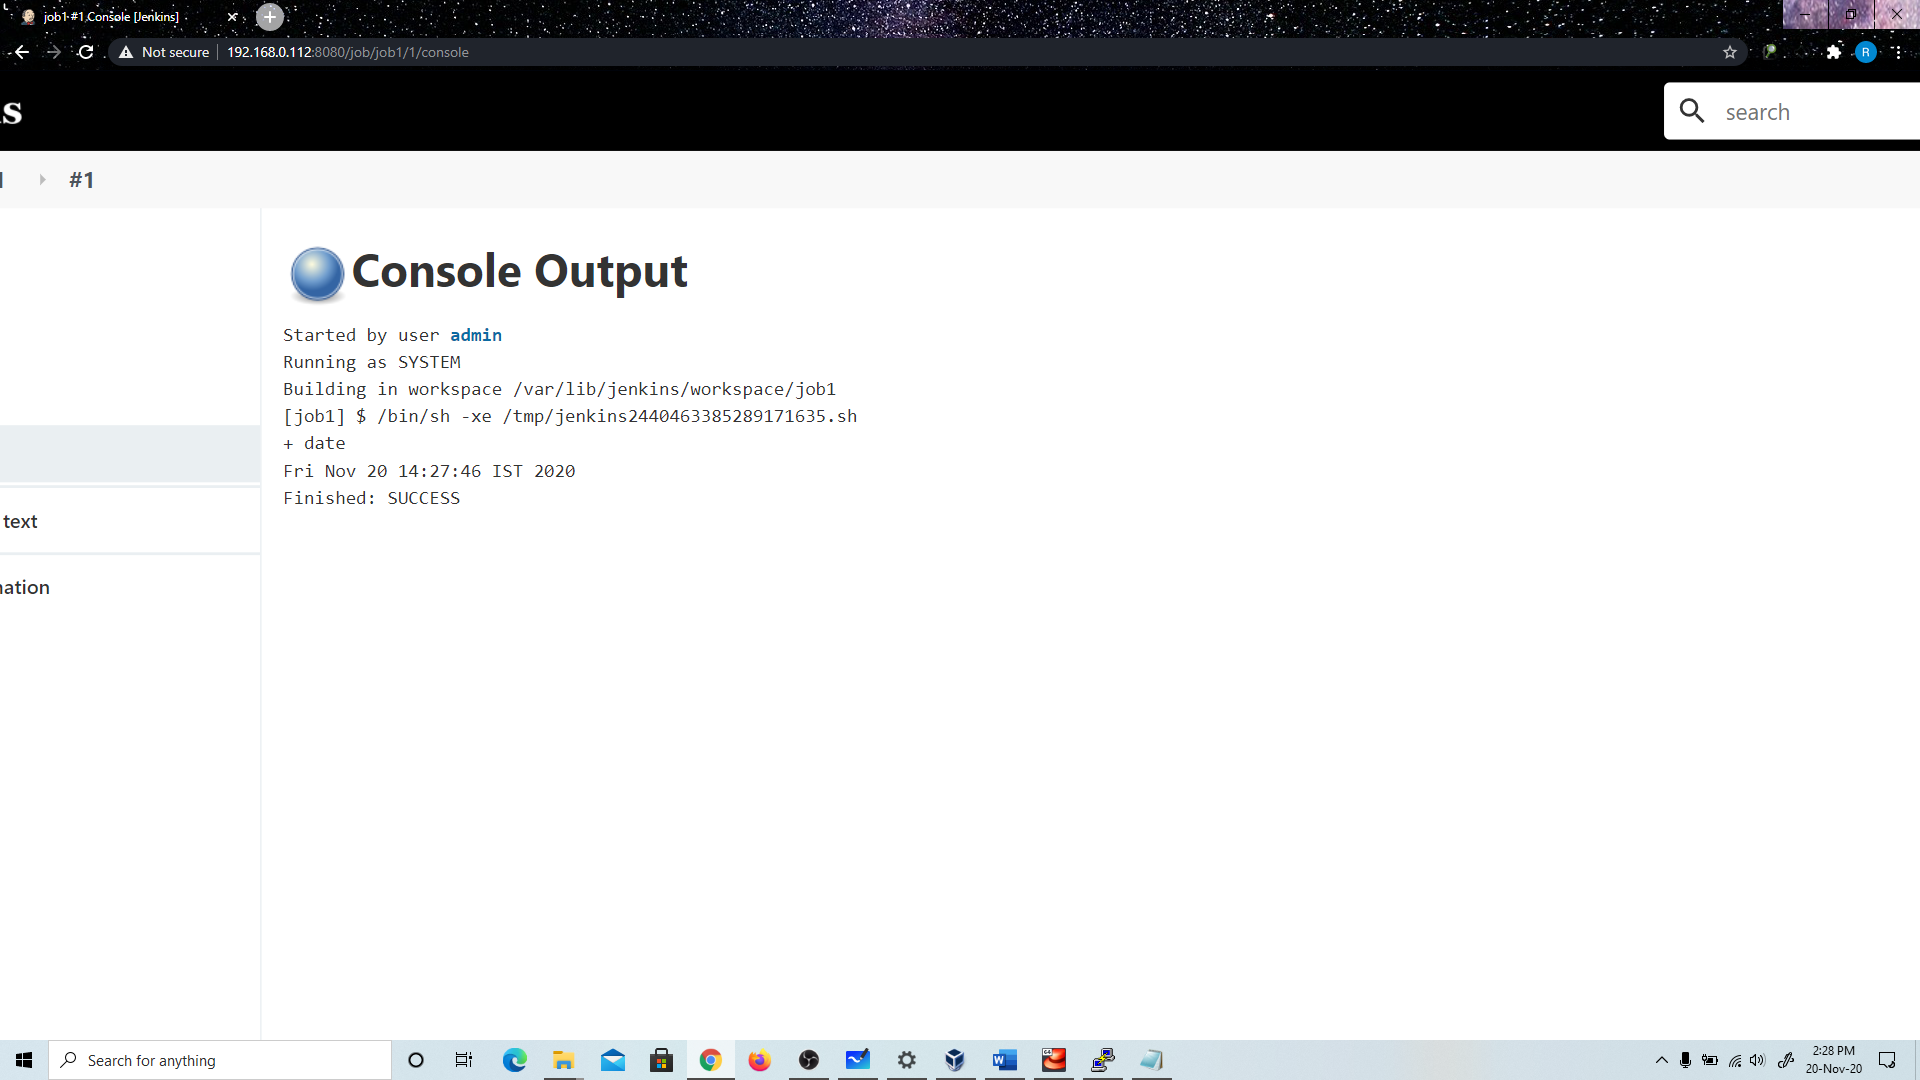 job1 #1 Console [Jenkins]
Not secure
192.168.0.112:8080/job/job1/1/console
R
s
search
#1
Console Output
Started by user admin
Running as SYSTEM
Building in workspace /var/lib/jenkins/workspace/job1
[job1] $ /bin/sh -xe /tmp/jenkins2440463385289171635.sh
+ date
Fri Nov 20 14:27:46 IST 2020
Finished: SUCCESS
text
ation
Search for anything
2:28 PM
20-Nov-20